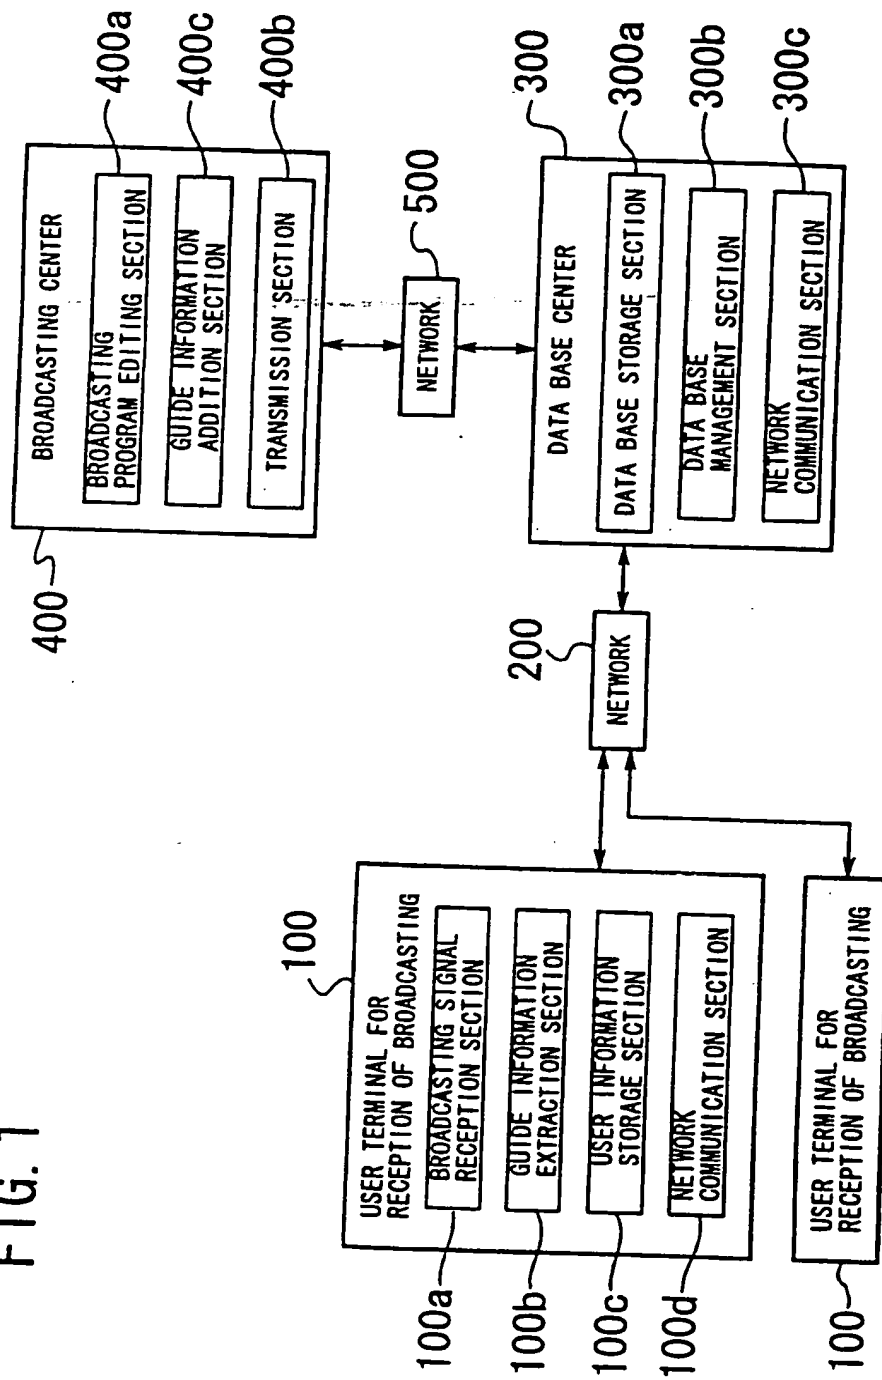 FIG. 1
400
BROADCASTING CENTER
BROADCASTING
PROGRAM EDITING SECTION
400a
GUIDE INFORMATION
ADDITION SECTION
400c
TRANSMISSION SECTION
400b
NETWORK
500
300
DATA BASE CENTER
DATA BASE STORAGE SECTION
300a
DATA BASE
MANAGEMENT SECTION
300b
NETWORK
COMMUNICATION SECTION
300c
200
NETWORK
100
USER TERMINAL FOR
RECEPTION OF BROADCASTING
100a
BROADCASTING SIGNAL
RECEPTION SECTION
100b
GUIDE INFORMATION
EXTRACTION SECTION
100c
USER INFORMATION
STORAGE SECTION
100d
NETWORK
COMMUNICATION SECTION
100
USER TERMINAL FOR
RECEPTION OF BROADCASTING